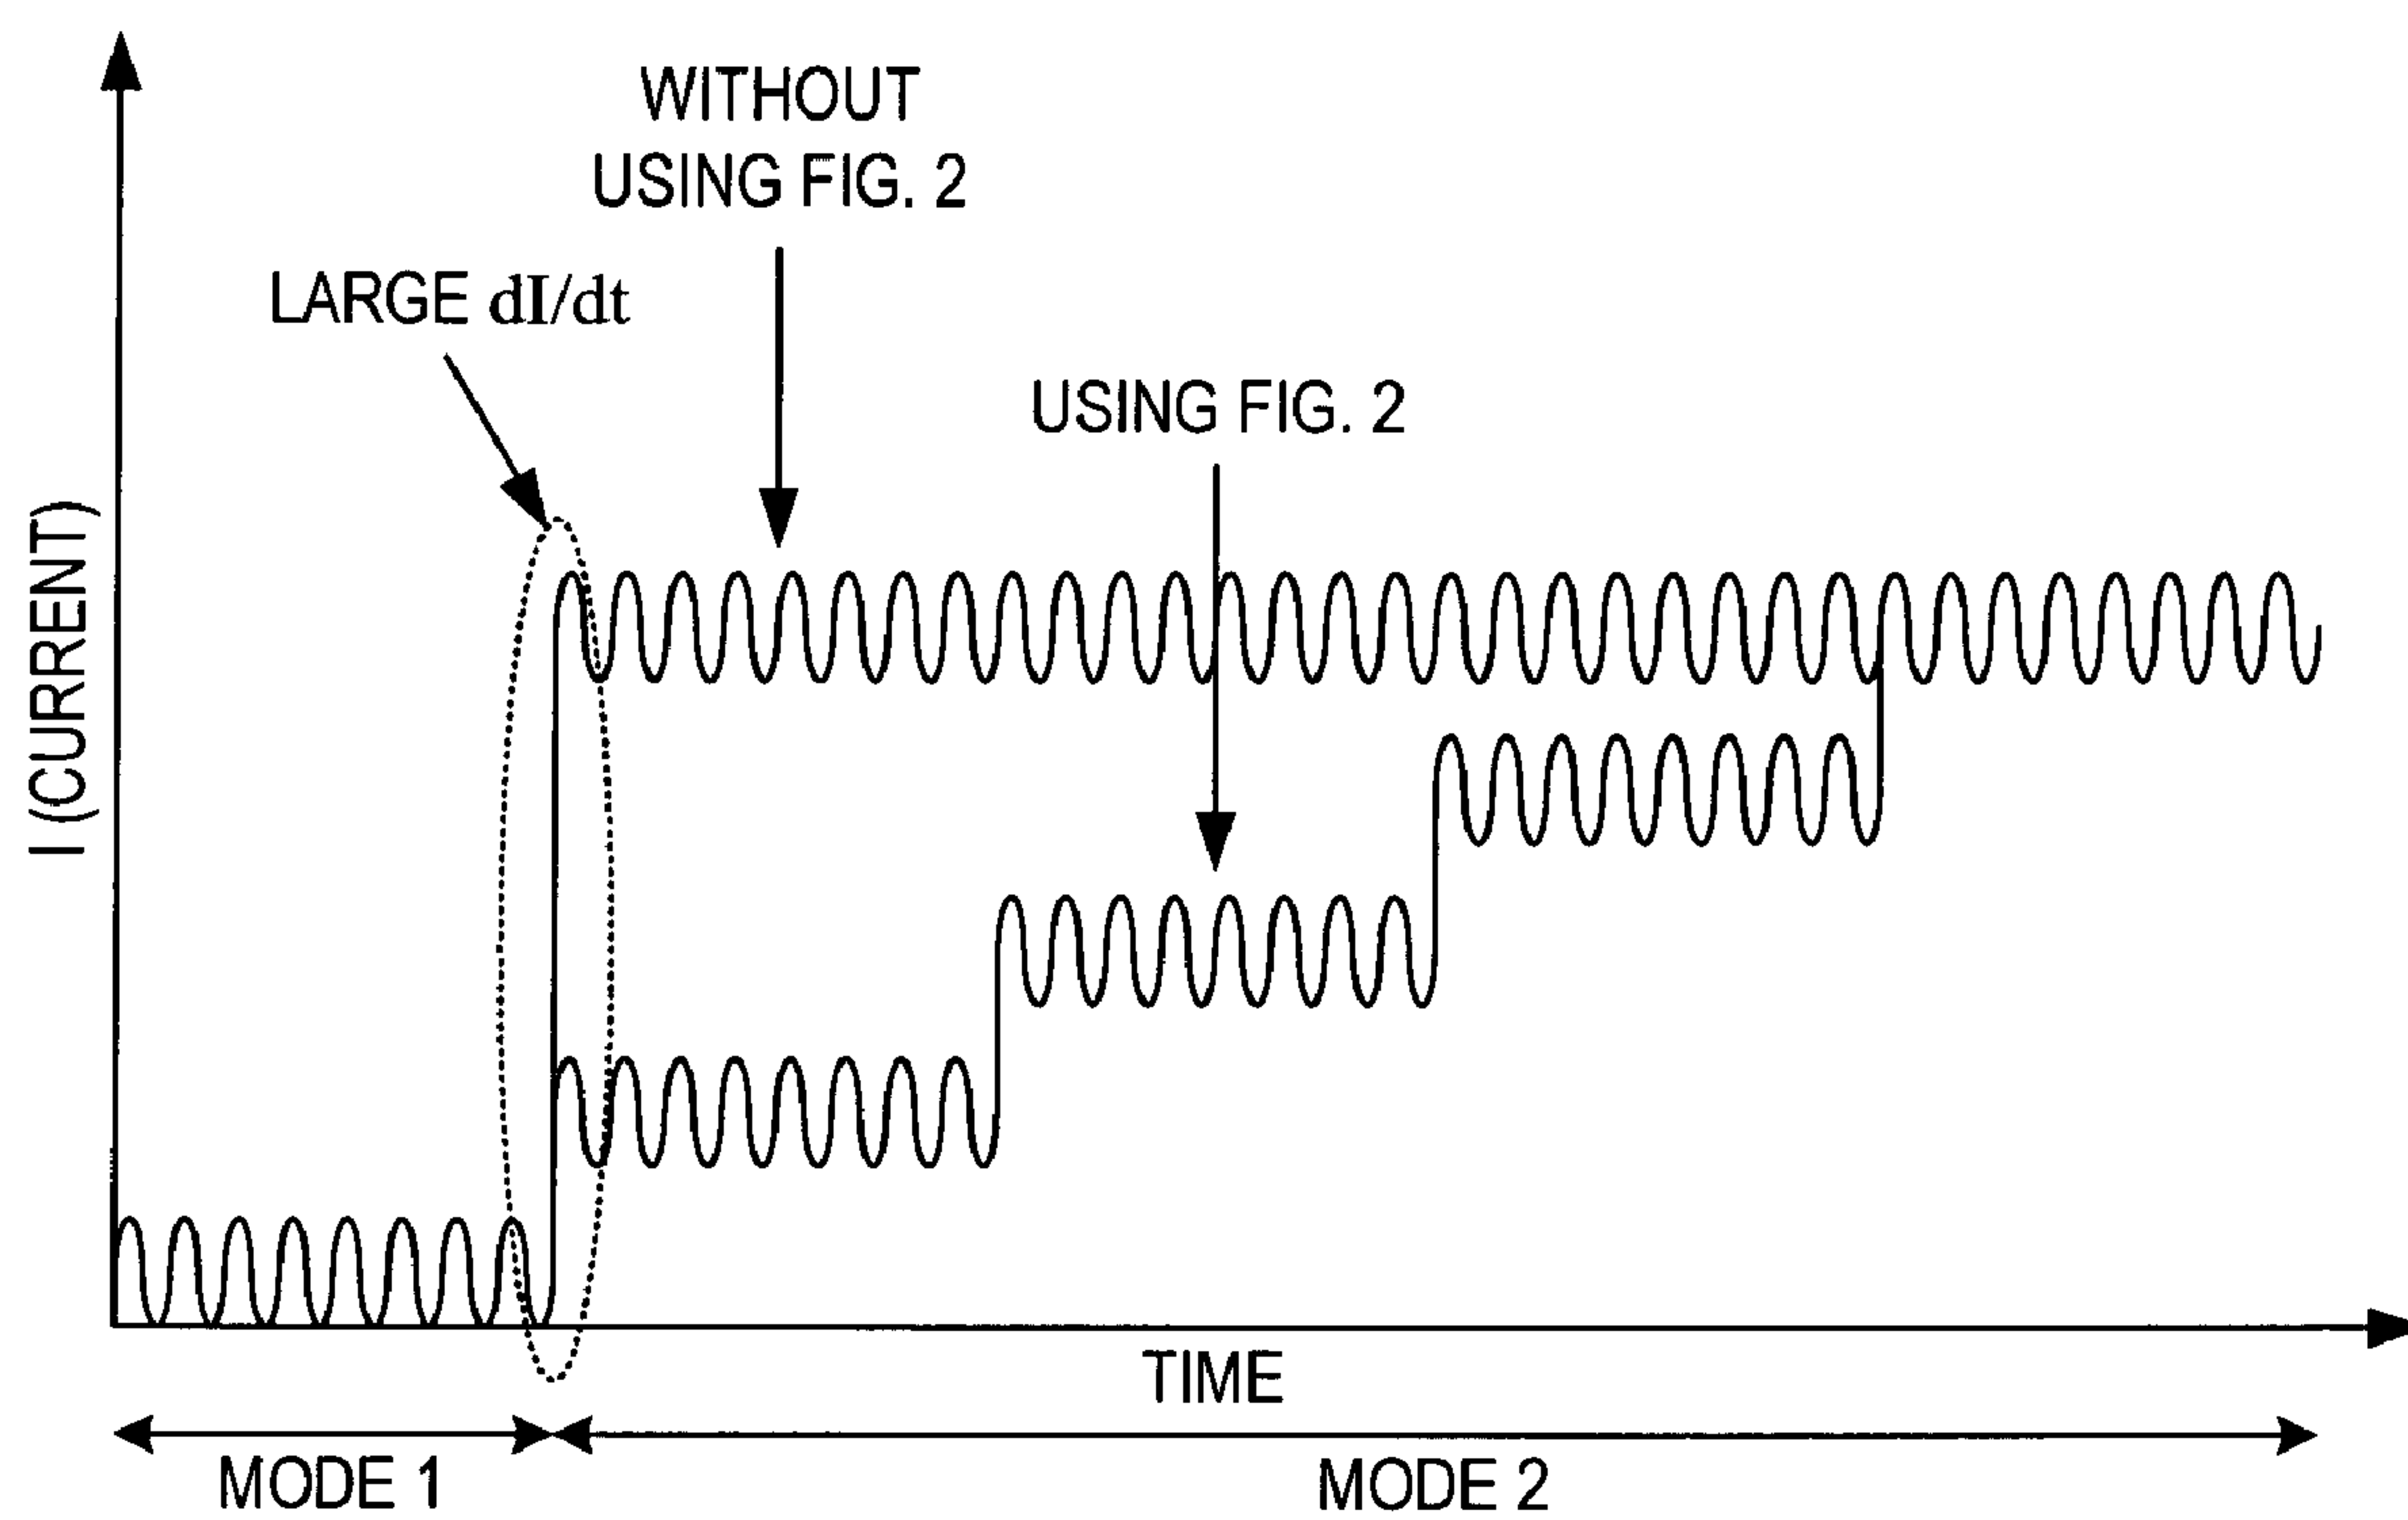 WITHOUT
USING FIG. 2
LARGE dI/dt
USING FIG. 2
I (CURRENT)
TIME
MODE 1
MODE 2